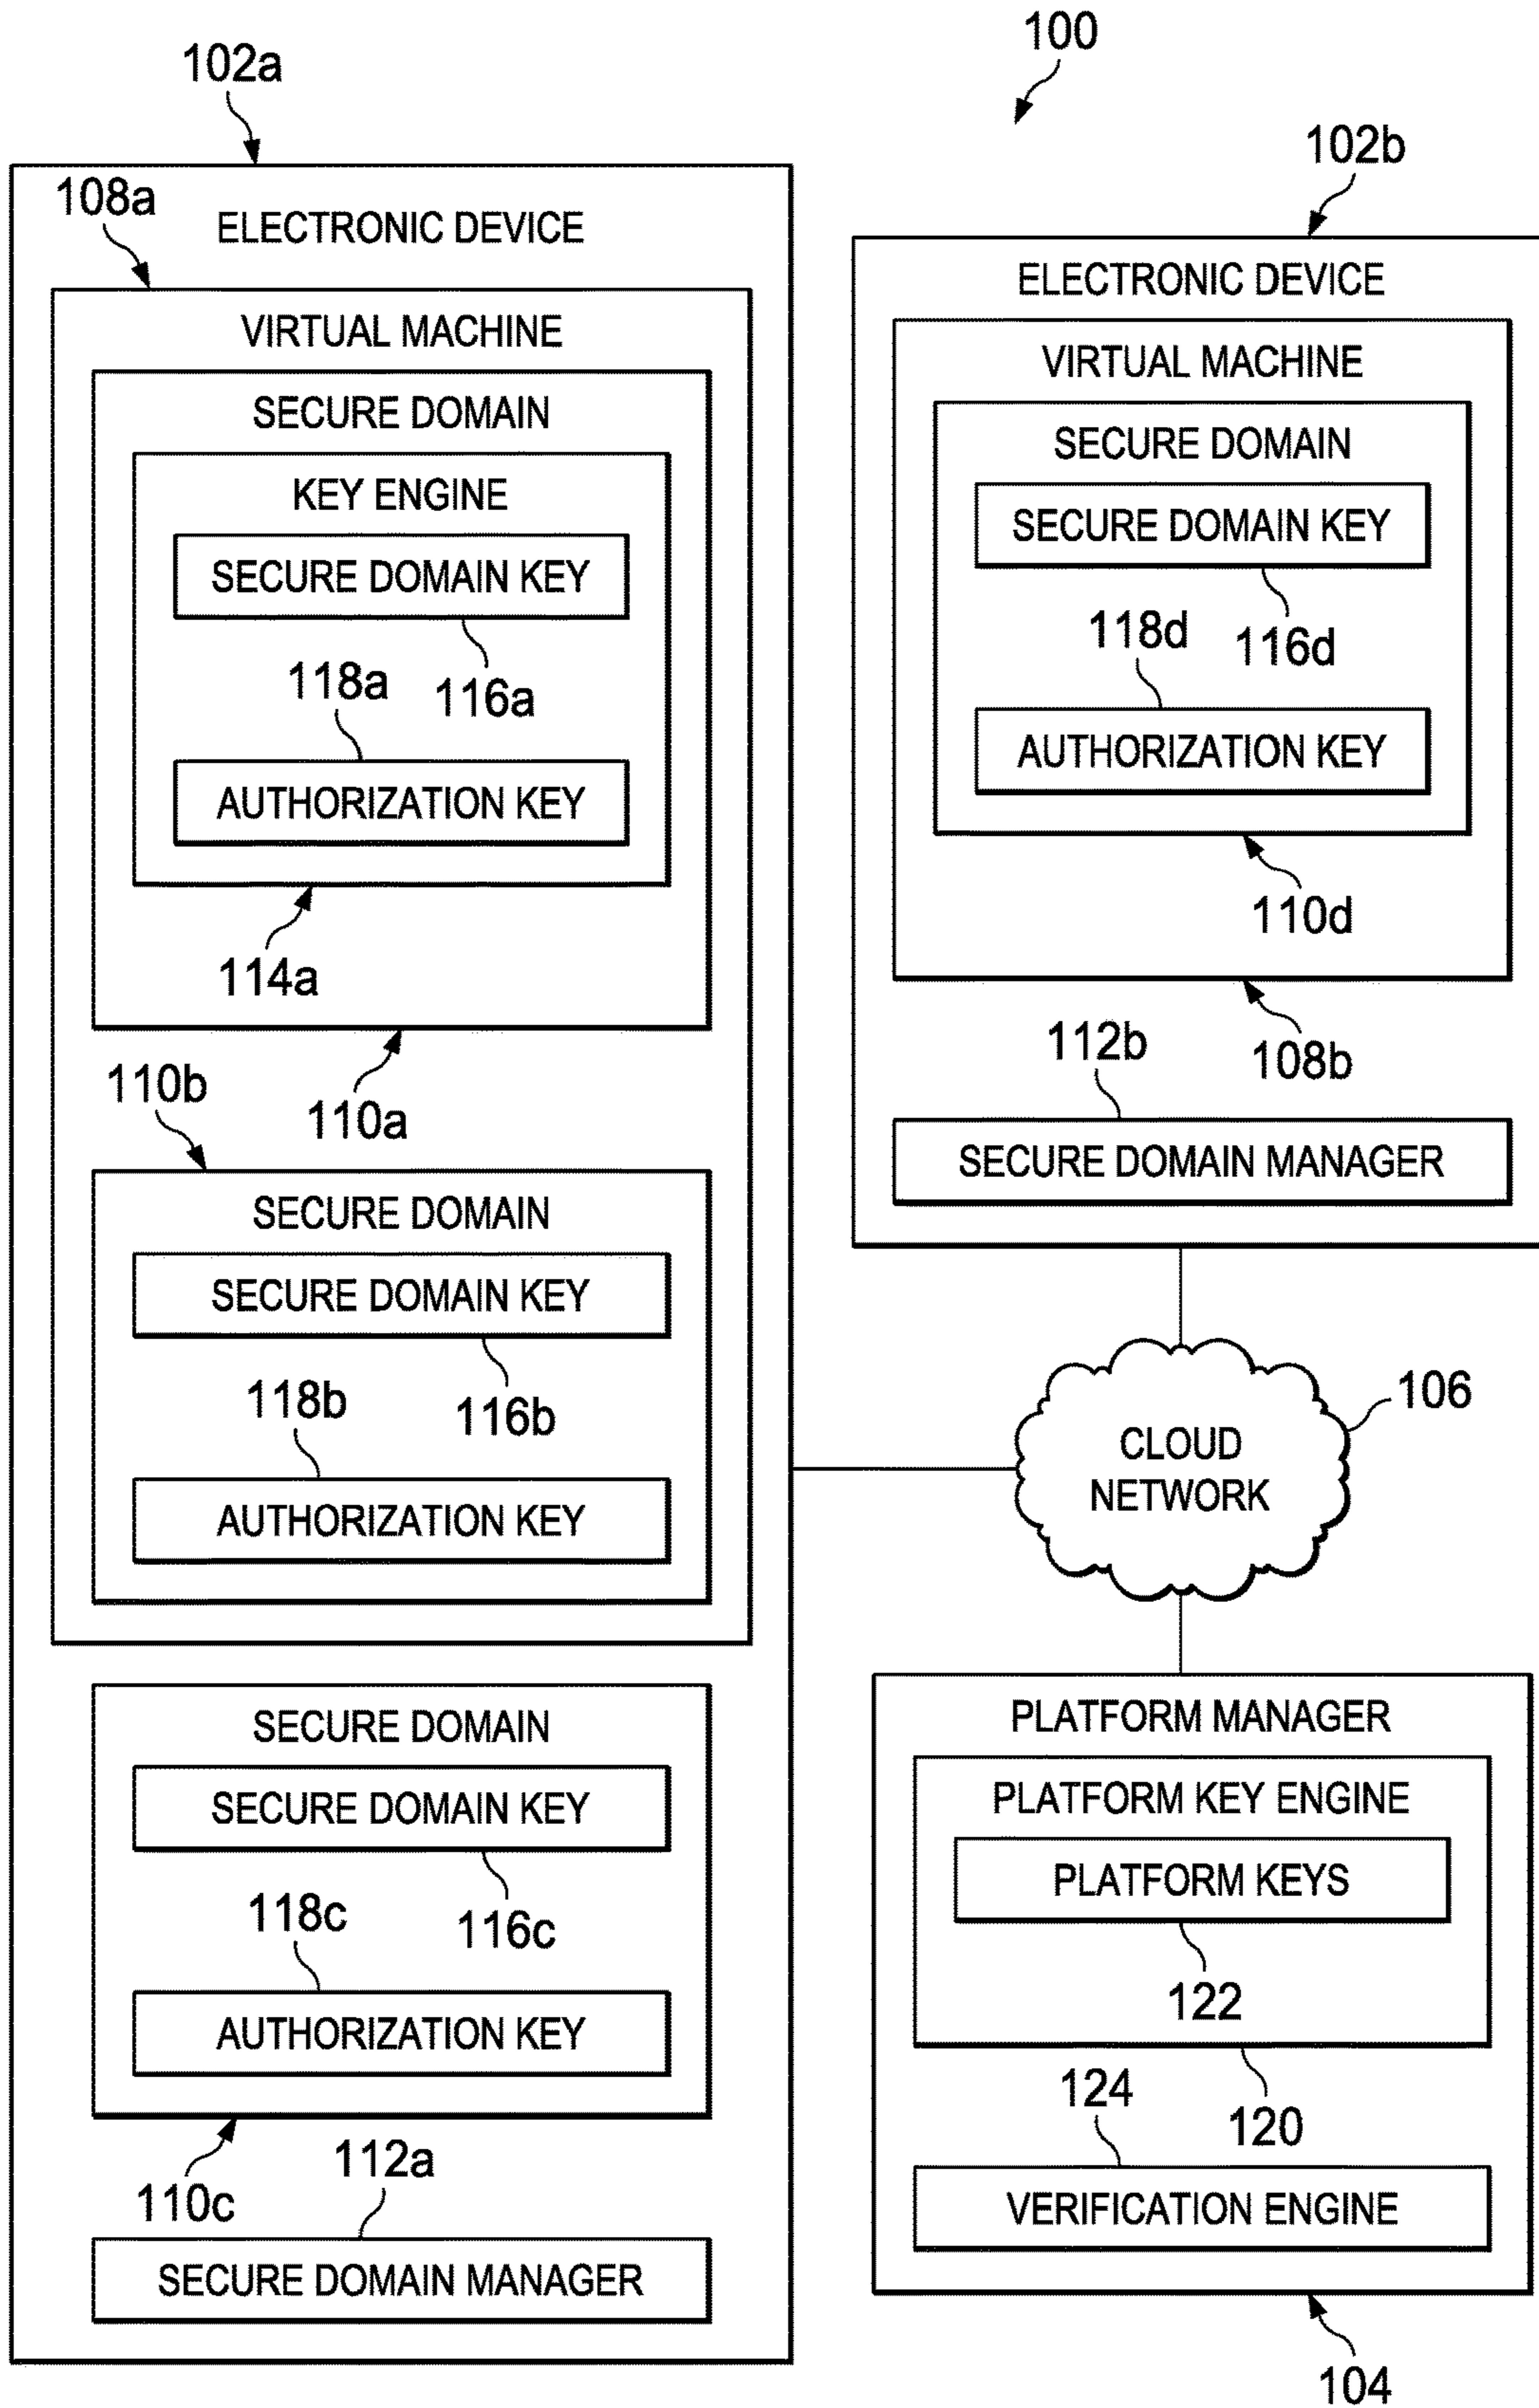 100
102a
108a
ELECTRONIC DEVICE
VIRTUAL MACHINE
SECURE DOMAIN
KEY ENGINE
SECURE DOMAIN KEY
118a
116a
AUTHORIZATION KEY
114a
110b
110a
SECURE DOMAIN
SECURE DOMAIN KEY
118b
116b
AUTHORIZATION KEY
SECURE DOMAIN
SECURE DOMAIN KEY
118c
116c
AUTHORIZATION KEY
112a
110c
SECURE DOMAIN MANAGER
102b
ELECTRONIC DEVICE
VIRTUAL MACHINE
SECURE DOMAIN
SECURE DOMAIN KEY
118d
116d
AUTHORIZATION KEY
110d
112b
108b
SECURE DOMAIN MANAGER
106
CLOUD
NETWORK
PLATFORM MANAGER
PLATFORM KEY ENGINE
PLATFORM KEYS
122
124
120
VERIFICATION ENGINE
104